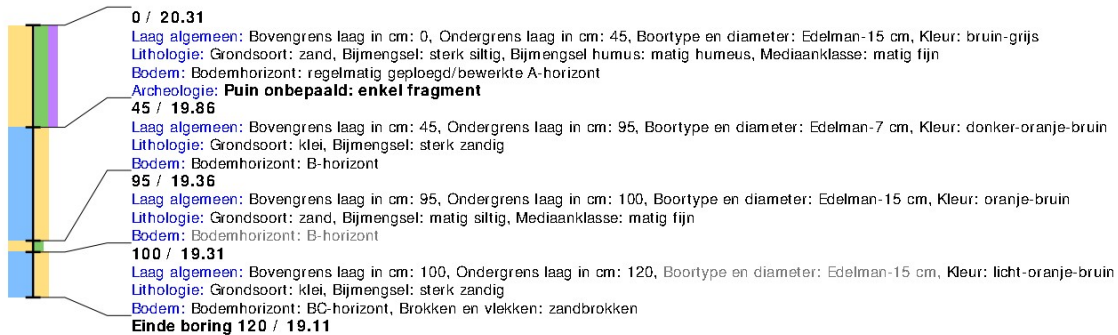 0 / 20.31
Laag algemeen: Bovengrens laag in cm: 0, Ondergrens laag in cm: 45, Boortype en diameter: Edelman-15 cm, Kleur: bruin-grijs
Lithologie: Grondsoort: zand, Bijmengsel: sterk siltig, Bijmengsel humus: matig humeus, Mediaanklasse: matig fijn
Bodem: Bodemhorizont: regelmatig geploegd/bewerkte A-horizont
Archeologie: Puin onbepaald: enkel fragment
45 / 19.86
Laag algemeen: Bovengrens laag in cm: 45, Ondergrens laag in cm: 95, Boortype en diameter: Edelman-7 cm, Kleur: donker-oranje-bruin
Lithologie: Grondsoort: klei, Bijmengsel: sterk zandig
Bodem: Bodemhorizont: B-horizont
95 / 19.36
Laag algemeen: Bovengrens laag in cm: 95, Ondergrens laag in cm: 100, Boortype en diameter: Edelman-15 cm, Kleur: oranje-bruin
Lithologie: Grondsoort: zand, Bijmengsel: matig siltig, Mediaanklasse: matig fijn
Bodem: Bodemhorizont: B-horizont
100 / 19.31
Laag algemeen: Bovengrens laag in cm: 100, Ondergrens laag in cm: 120, Boortype en diameter: Edelman-15 cm, Kleur: licht-oranje-bruin
Lithologie: Grondsoort: klei, Bijmengsel: sterk zandig
Bodem: Bodemhorizont: BC-horizont, Brokken en vlekken: zandbrokken
Einde boring 120 / 19.11